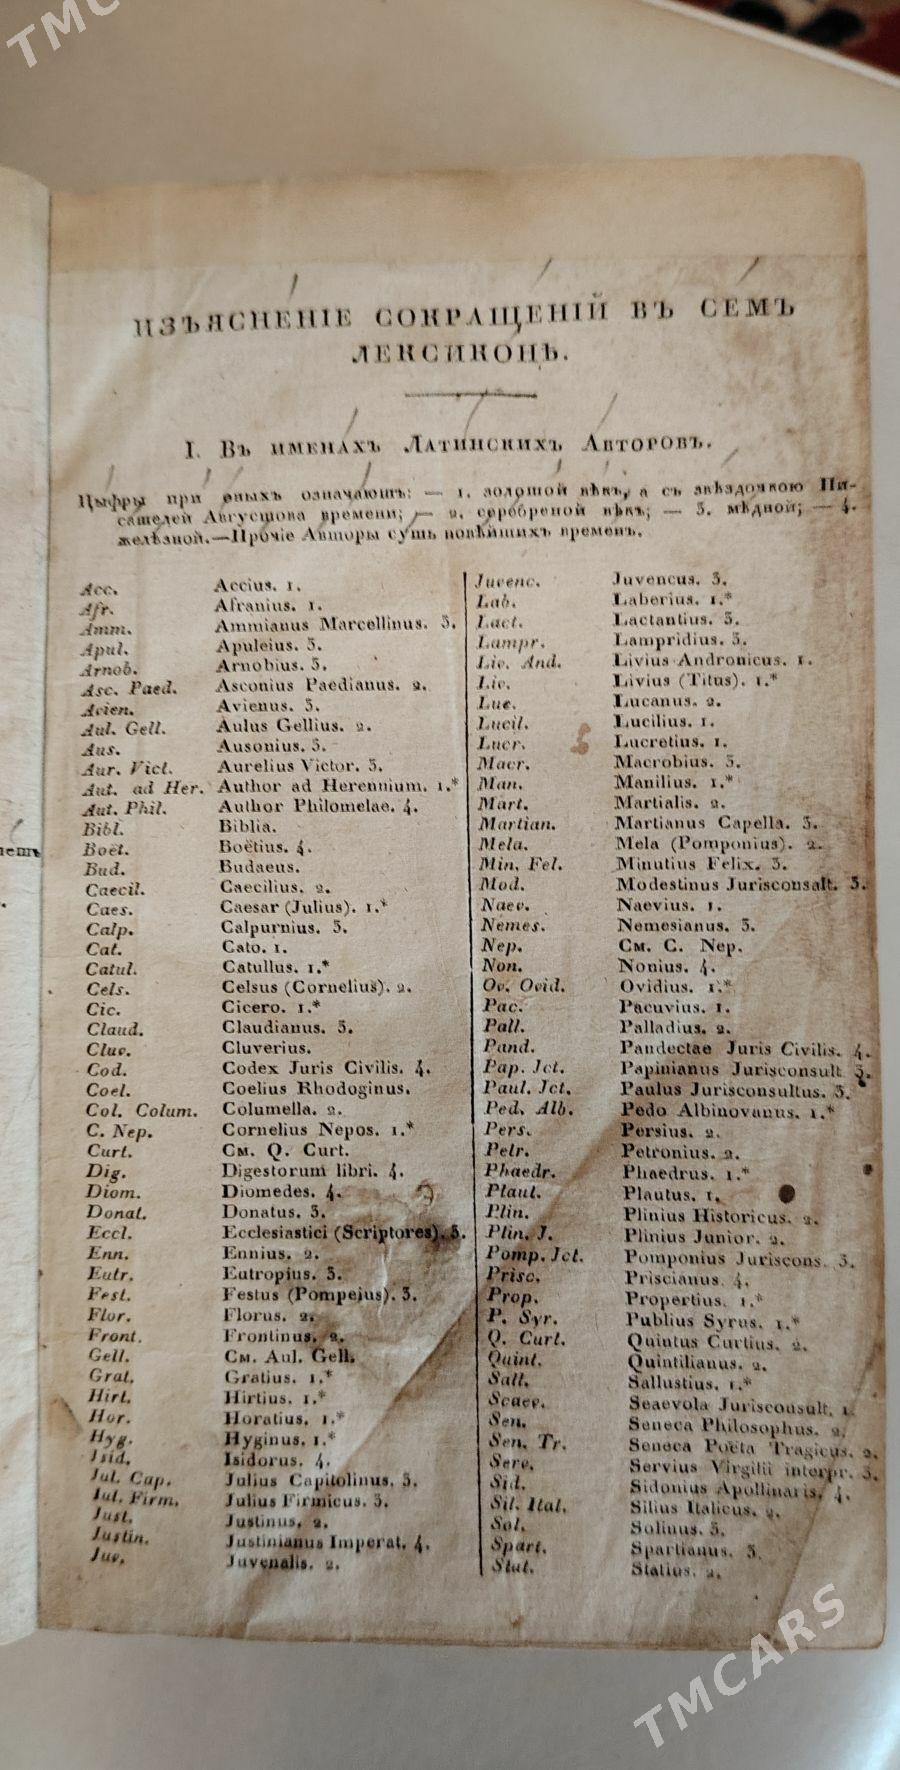 TMC
ИЗЪЯСНЕНІЕ СОКРАЩЕНІЙ ВЪ СЕМЪ
ЛЕКСИКОНѢ.
I. Въ именахъ Латинскихъ Авторовъ.
Цыфры при оныхъ означаютъ: — 1. золотой вѣкъ, а съ звѣздочкою Пи-
сателей Августова времени; — 2. серебреной вѣкъ; — 3. мѣдной; — 4.
желѣзной.—Прочіе Авторы суть новѣйшихъ временъ.
Acc. Accius. 1.
Afr. Afranius. 1.
Amm. Ammianus Marcellinus. 3.
Apul. Apuleius. 3.
Arnob. Arnobius. 3.
Asc. Paed. Asconius Paedianus. 2.
Avien. Avienus. 3.
Aul. Gell. Aulus Gellius. 2.
Aus. Ausonius. 3.
Aur. Vict. Aurelius Victor. 3.
Aut. ad Her. Author ad Herennium. 1.*
Aut. Phil. Author Philomelae. 4.
Bibl. Biblia.
Boët. Boëtius. 4.
Bud. Budaeus.
Caecil. Caecilius. 2.
Caes. Caesar (Julius). 1.*
Calp. Calpurnius. 3.
Cat. Cato. 1.
Catul. Catullus. 1.*
Cels. Celsus (Cornelius). 2.
Cic. Cicero. 1.*
Claud. Claudianus. 3.
Cluv. Cluverius.
Cod. Codex Juris Civilis. 4.
Coel. Coelius Rhodoginus.
Col. Colum. Columella. 2.
C. Nep. Cornelius Nepos. 1.*
Curt. См. Q. Curt.
Dig. Digestorum libri. 4.
Diom. Diomedes. 4.
Donat. Donatus. 3.
Eccl. Ecclesiastici (Scriptores). 3.
Enn. Ennius. 2.
Eutr. Eutropius. 3.
Fest. Festus (Pompejus). 3.
Flor. Florus. 2.
Front. Frontinus. 2.
Gell. См. Aul. Gell.
Grat. Gratius. 1.*
Hirt. Hirtius. 1.*
Hor. Horatius. 1.*
Hyg. Hyginus. 1.*
Isid. Isidorus. 4.
Jul. Cap. Julius Capitolinus. 3.
Jul. Firm. Julius Firmicus. 3.
Just. Justinus. 2.
Justin. Justinianus Imperat. 4.
Juv. Juvenalis. 2.
Juvenc. Juvencus. 3.
Lab. Laberius. 1.*
Lact. Lactantius. 3.
Lampr. Lampridius. 3.
Liv. And. Livius Andronicus. 1.
Liv. Livius (Titus). 1.*
Luc. Lucanus. 2.
Lucil. Lucilius. 1.
Lucr. Lucretius. 1.
Macr. Macrobius. 3.
Man. Manilius. 1.*
Mart. Martialis. 2.
Martian. Martianus Capella. 3.
Mela. Mela (Pomponius). 2.
Min. Fel. Minutius Felix. 3.
Mod. Modestinus Jurisconsalt. 3.
Naev. Naevius. 1.
Nemes. Nemesianus. 3.
Nep. См. C. Nep.
Non. Nonius. 4.
Ov. Ovid. Ovidius. 1.*
Pac. Pacuvius. 1.
Pall. Palladius. 2.
Pand. Pandectae Juris Civilis. 4.
Pap. Jct. Papinianus Jurisconsult 3.
Paul. Jct. Paulus Jurisconsultus. 3.
Ped. Alb. Pedo Albinovanus. 1.*
Pers. Persius. 2.
Petr. Petronius. 2.
Phaedr. Phaedrus. 1.*
Plaut. Plautus. 1.
Plin. Plinius Historicus. 2.
Plin. J. Plinius Junior. 2.
Pomp. Jct. Pomponius Juriscons. 3.
Prisc. Priscianus. 4.
Prop. Propertius. 1.*
P. Syr. Publius Syrus. 1.*
Q. Curt. Quintus Curtius. 2.
Quint. Quintilianus. 2.
Sall. Sallustius. 1.*
Scaev. Seaevola Jurisconsult. 1.
Sen. Seneca Philosophus. 2.
Sen. Tr. Seneca Poëta Tragicus. 2.
Serv. Servius Virgilii interpr. 3.
Sid. Sidonius Apollinaris. 4.
Sil. Ital. Silius Italicus. 2.
Sol. Solinus. 3.
Spart. Spartianus. 3.
Stat. Statius. 2.
TMCARS